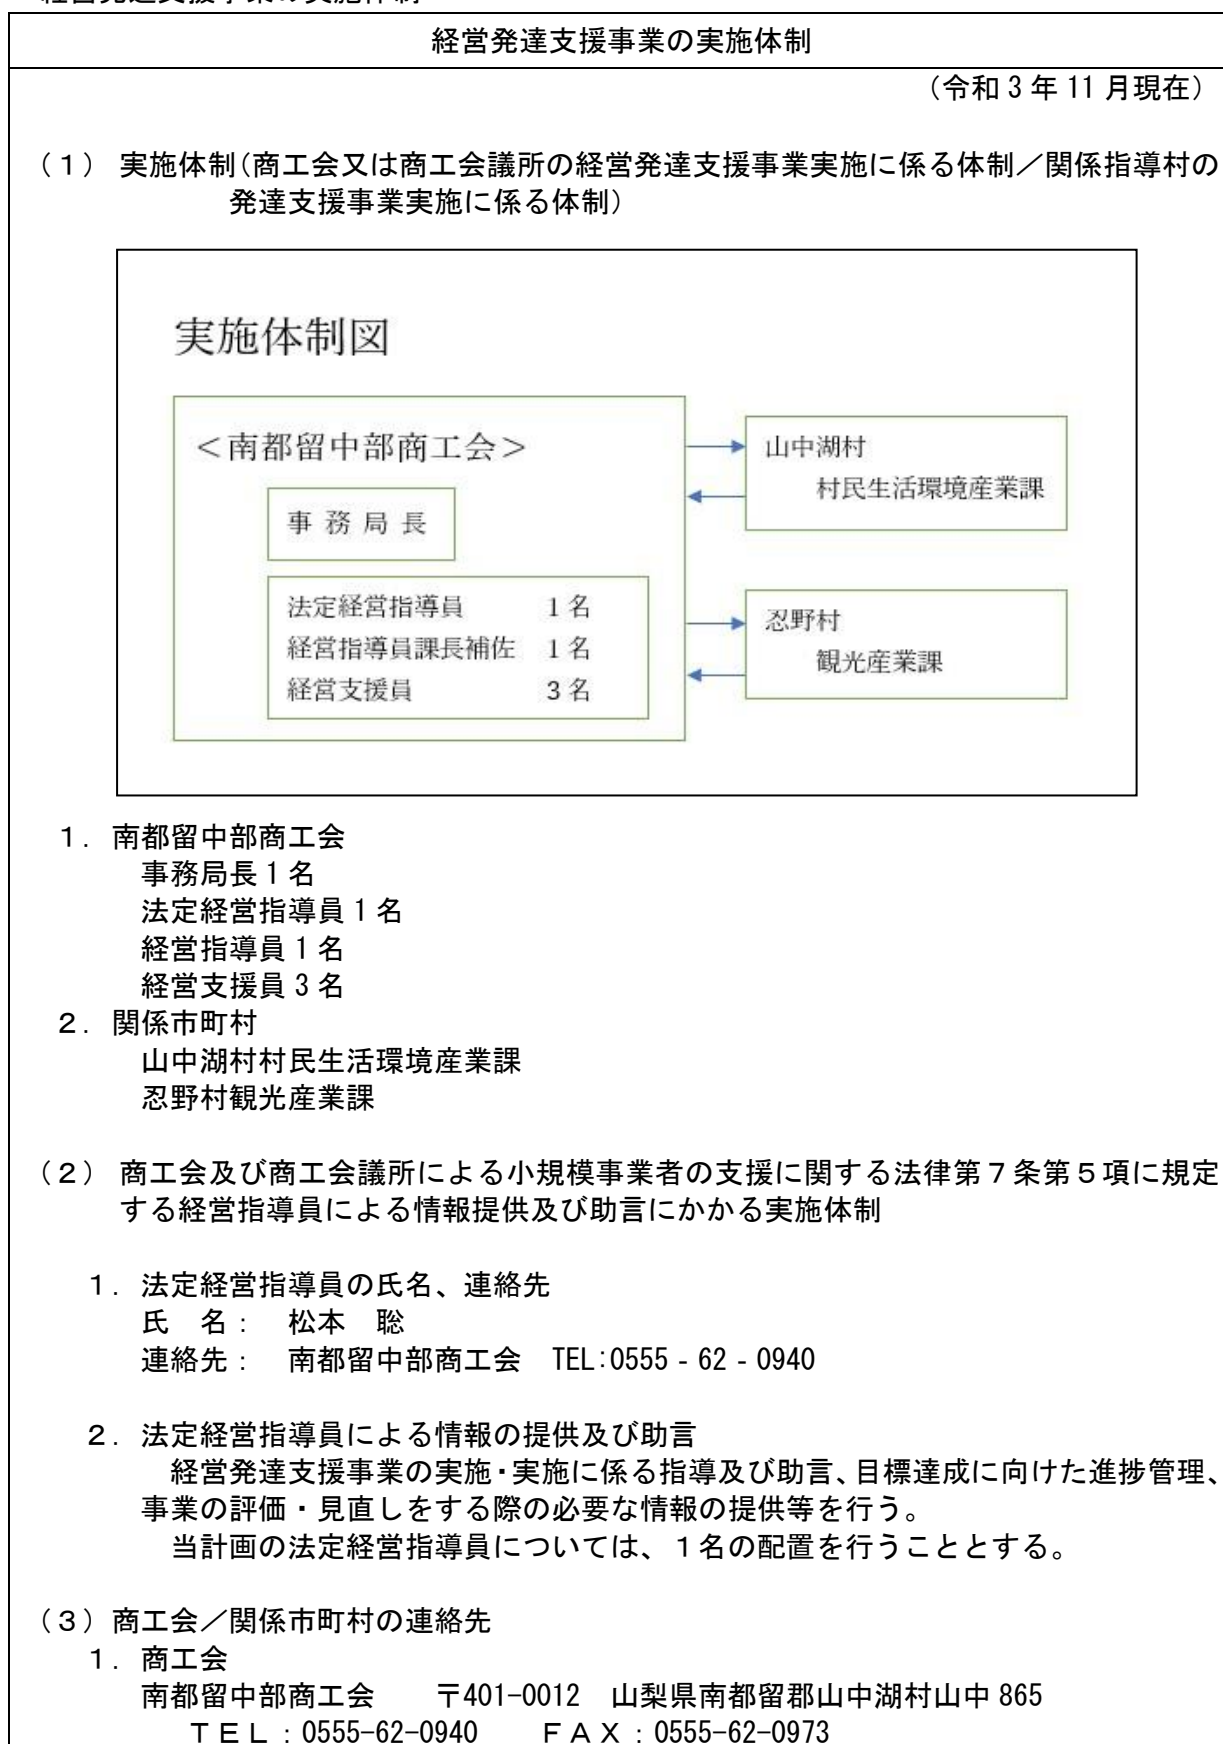 経営発達支援事業の実施体制
経営発達支援事業の実施体制
（令和３年 11 月現在）
（１） 実施体制（商工会又は商工会議所の経営発達支援事業実施に係る体制／関係指導村の
発達支援事業実施に係る体制）
実施体制図
＜南都留中部商工会＞
事 務 局 長
法定経営指導員 1 名
経営指導員課長補佐 1 名
経営支援員 3 名
山中湖村
村民生活環境産業課
忍野村
観光産業課
１．南都留中部商工会
事務局長 1 名
法定経営指導員 1 名
経営指導員 1 名
経営支援員 3 名
２．関係市町村
山中湖村村民生活環境産業課
忍野村観光産業課
（２） 商工会及び商工会議所による小規模事業者の支援に関する法律第７条第５項に規定
する経営指導員による情報提供及び助言にかかる実施体制
１．法定経営指導員の氏名、連絡先
氏　名：　松本　聡
連絡先：　南都留中部商工会　TEL:0555‐62‐0940
２．法定経営指導員による情報の提供及び助言
経営発達支援事業の実施・実施に係る指導及び助言、目標達成に向けた進捗管理、
事業の評価・見直しをする際の必要な情報の提供等を行う。
当計画の法定経営指導員については、１名の配置を行うこととする。
（３）商工会／関係市町村の連絡先
１．商工会
南都留中部商工会　　〒401-0012　山梨県南都留郡山中湖村山中 865
ＴＥＬ：0555-62-0940　　ＦＡＸ：0555-62-0973